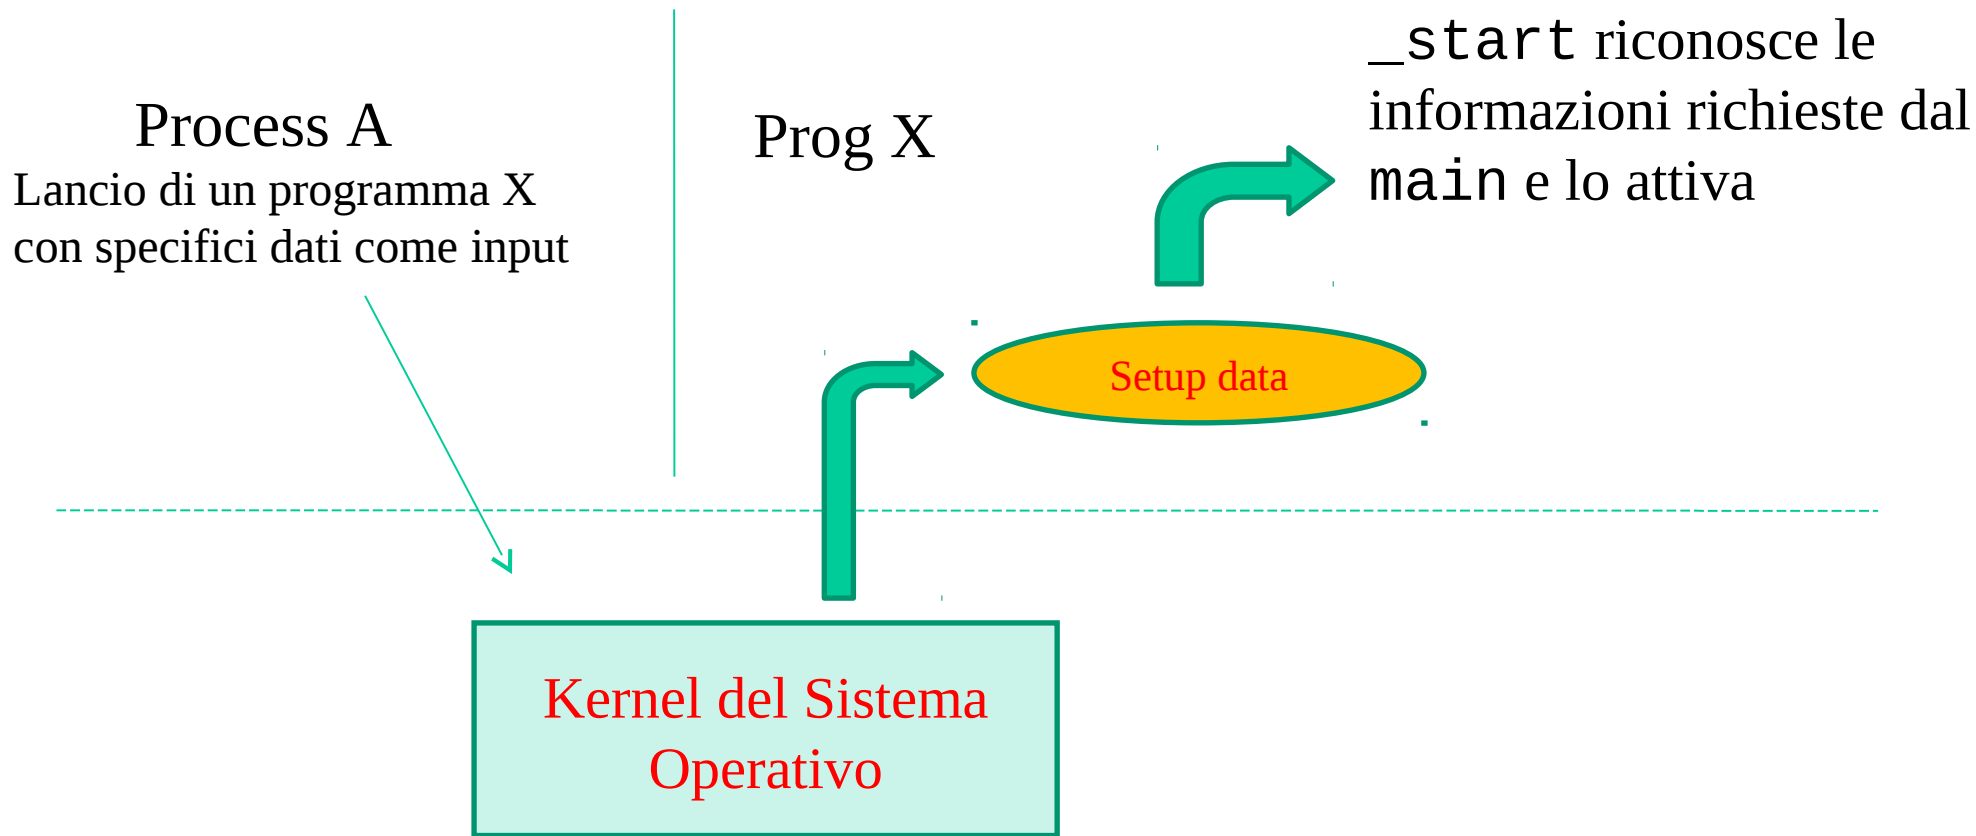 Process A
Lancio di un programma X
con specifici dati come input
Prog X
_start riconosce le
informazioni richieste dal
main e lo attiva
Setup data
Kernel del Sistema
Operativo